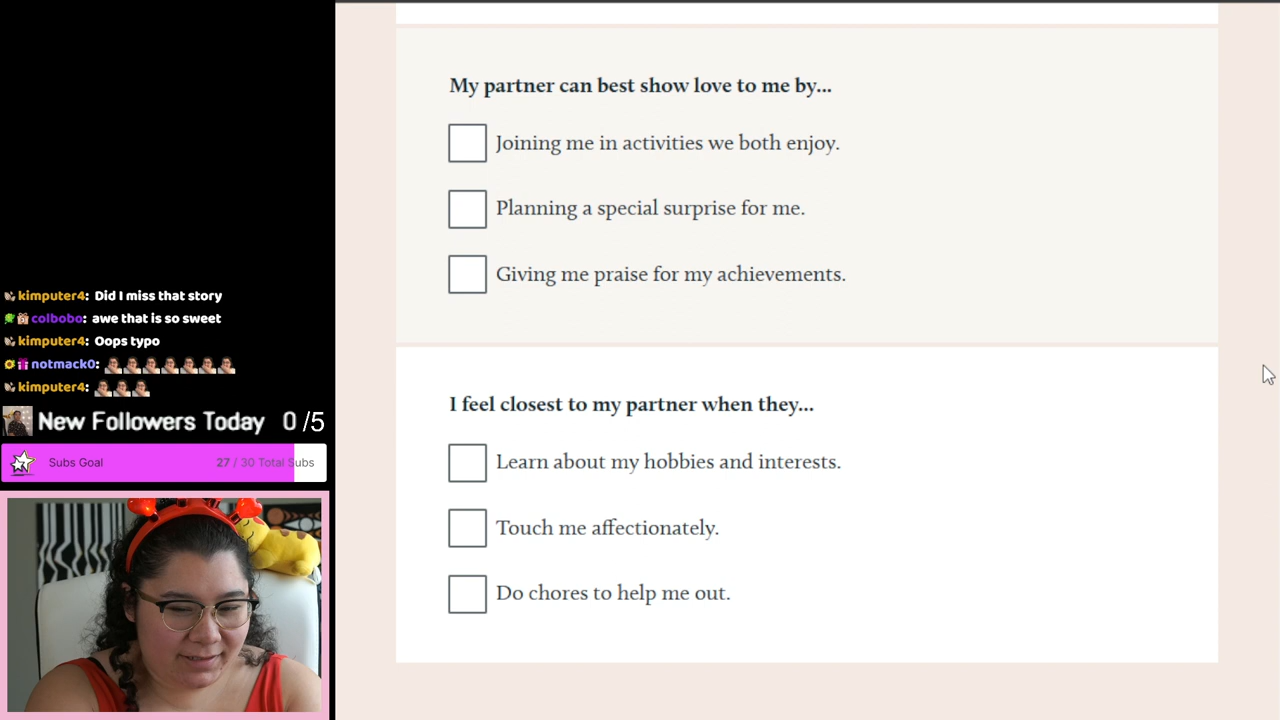 My partner can best show love to me by...
Joining me in activities we both enjoy.
Planning a special surprise for me.
Giving me praise for my achievements.
I feel closest to my partner when they...
Learn about my hobbies and interests.
Touch me affectionately.
Do chores to help me out.
kimputer4: Did I miss that story
colbobo: awe that is so sweet
kimputer4: Oops typo
notmack0:
kimputer4:
New Followers Today 0 /5
Subs Goal 27 / 30 Total Subs